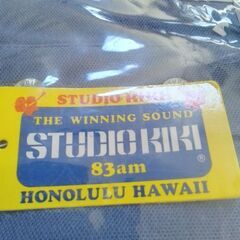 STUDIO KIKI
THE WINNING SOUND
STUDIO KIKI
®
83am
HONOLULU HAWAII